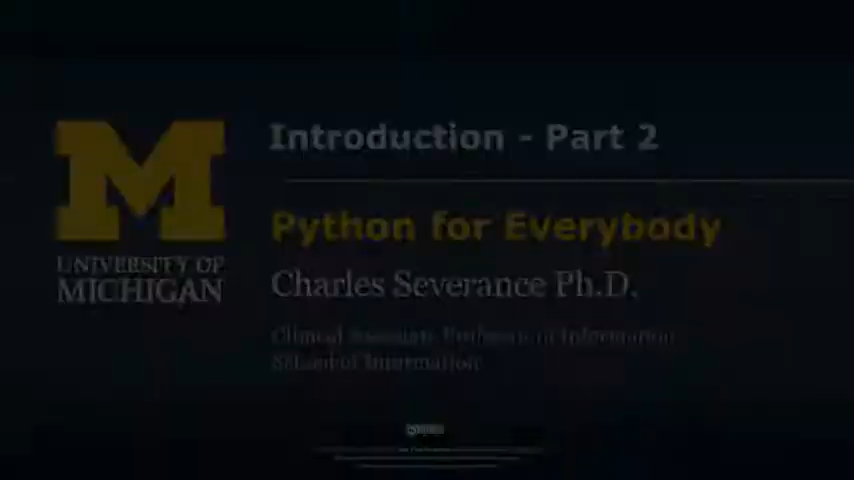 Introduction - Part 2
Python for Everybody
UNIVERSITY OF
MICHIGAN
Charles Severance Ph.D.
Clinical Associate Professor of Information
School of Information